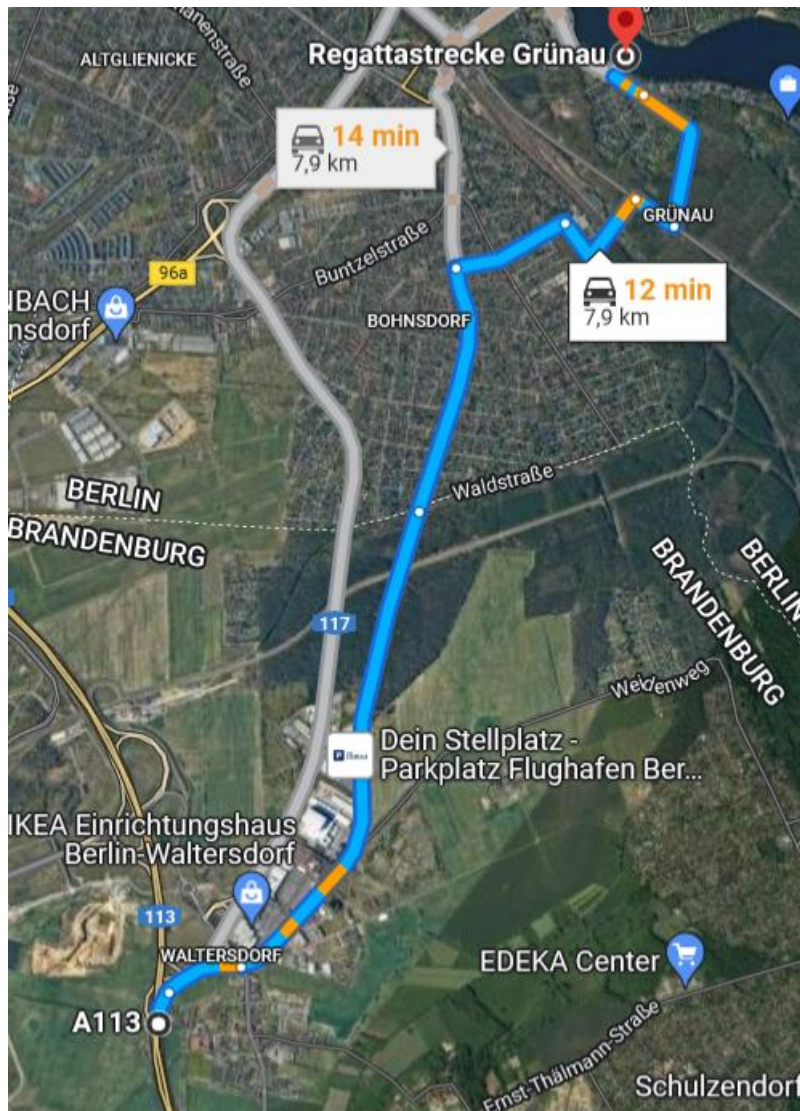 ALTGLIENICKE
Regattastrecke Grünau
14 min
7,9 km
GRÜNAU
Buntzelstraße
96a
12 min
7,9 km
NBACH
nsdorf
BOHNSDORF
Waldstraße
BERLIN
BRANDENBURG
BERLIN
BRANDENBURG
117
Weidenweg
Dein Stellplatz -
Parkplatz Flughafen Ber...
IKEA Einrichtungshaus
Berlin-Waltersdorf
113
WALTERSDORF
EDEKA Center
A113
Ernst-Thälmann-Straße
Schulzendorf